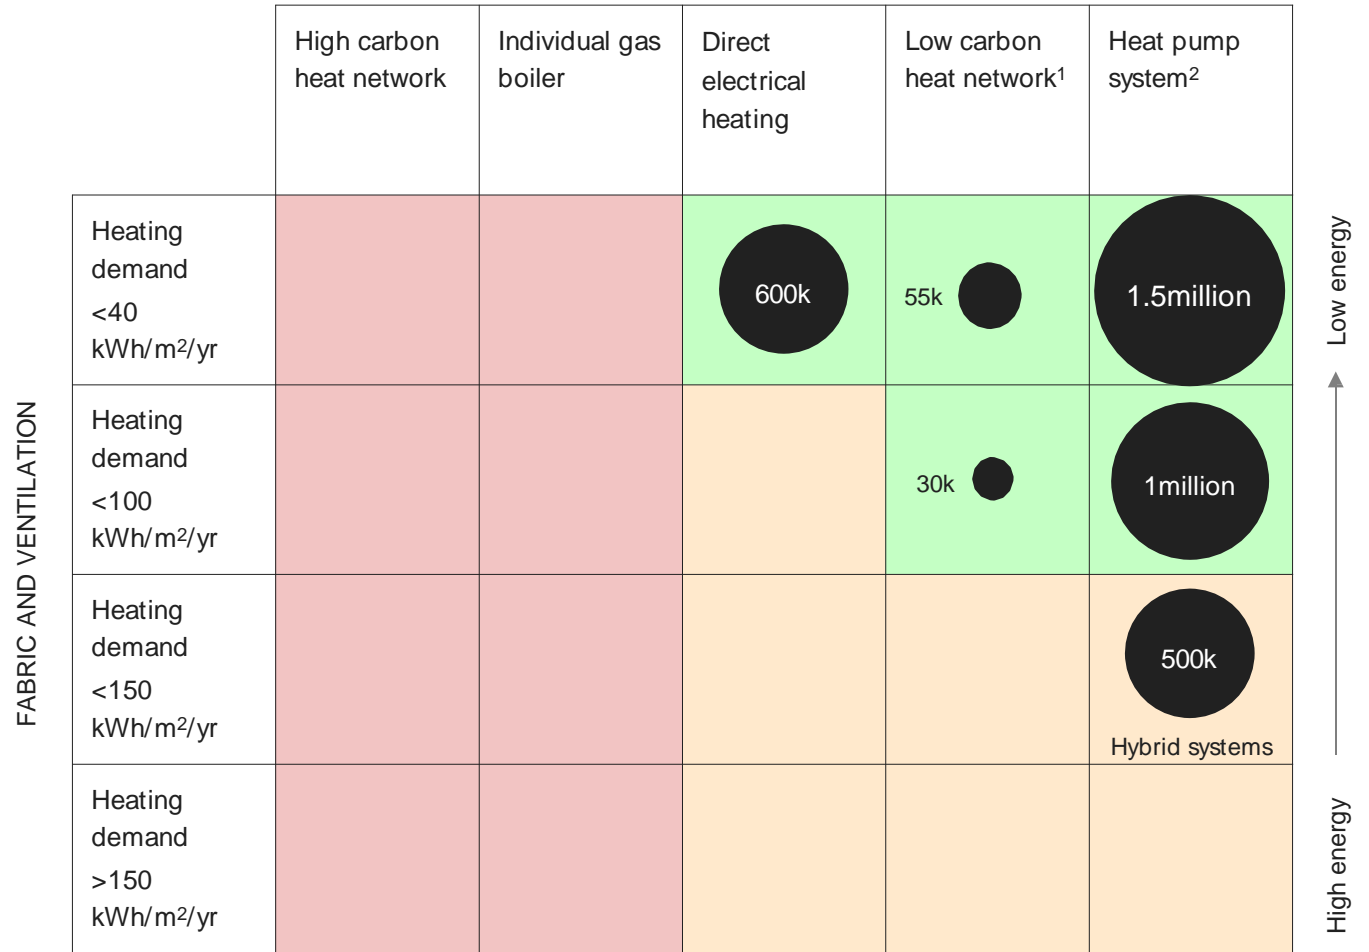 High carbon
heat network
Individual gas
boiler
Direct
electrical
heating
Low carbon
heat network¹
Heat pump
system²
FABRIC AND VENTILATION
Heating
demand
<40
kWh/m²/yr
600k
55k
1.5million
Low energy
Heating
demand
<100
kWh/m²/yr
30k
1million
Heating
demand
<150
kWh/m²/yr
500k
Hybrid systems
Heating
demand
>150
kWh/m²/yr
High energy